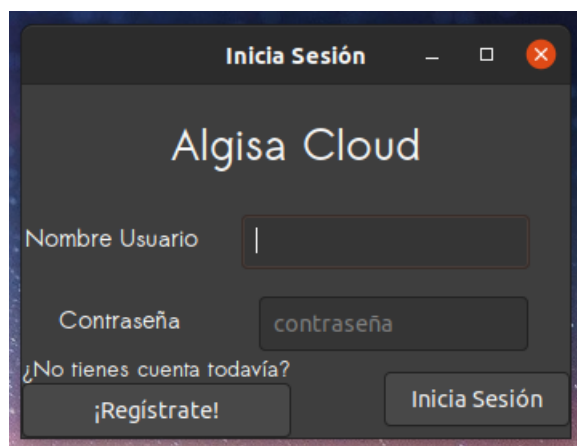 Inicia Sesión
Algisa Cloud
Nombre Usuario
Contraseña contraseña
¿No tienes cuenta todavía?
¡Regístrate! Inicia Sesión